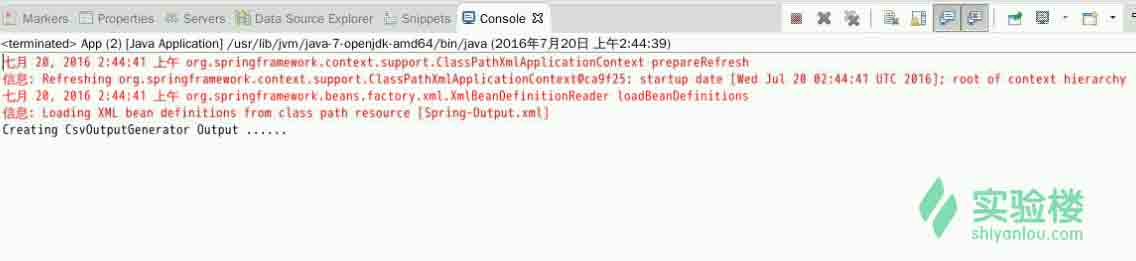 Markers Properties Servers Data Source Explorer Snippets Console
<terminated> App (2) [Java Application] /usr/lib/jvm/java-7-openjdk-amd64/bin/java (2016年7月20日 上午2:44:39)
七月 20, 2016 2:44:41 上午 org.springframework.context.support.ClassPathXmlApplicationContext prepareRefresh
信息: Refreshing org.springframework.context.support.ClassPathXmlApplicationContext@ca9f25: startup date [Wed Jul 20 02:44:41 UTC 2016]; root of context hierarchy
七月 20, 2016 2:44:41 上午 org.springframework.beans.factory.xml.XmlBeanDefinitionReader loadBeanDefinitions
信息: Loading XML bean definitions from class path resource [Spring-Output.xml]
Creating CsvOutputGenerator Output ......
实验楼
shiyanlou.com